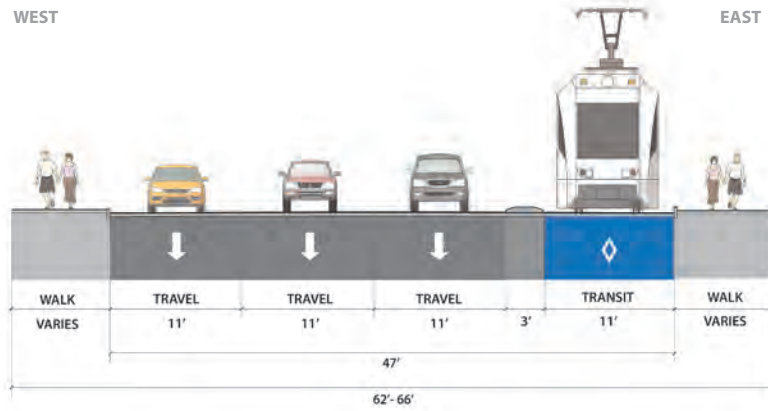 WEST
EAST
WALK TRAVEL TRAVEL TRAVEL TRANSIT WALK
VARIES 11' 11' 11' 3' 11' VARIES
47'
62'- 66'